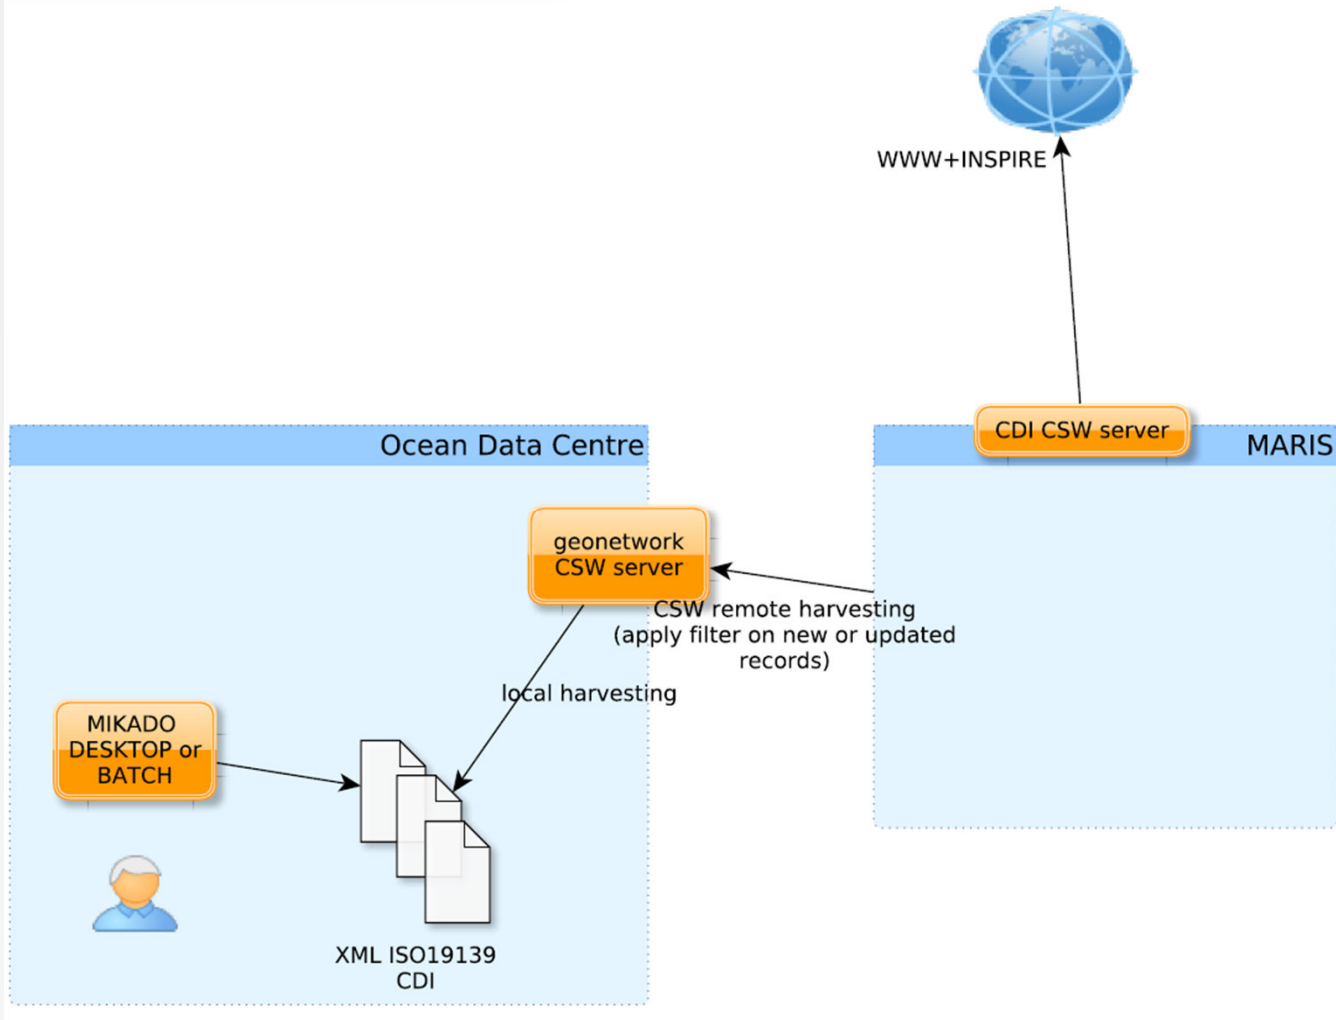 WWW+INSPIRE
CDI CSW server
Ocean Data Centre
MARIS
geonetwork
CSW server
CSW remote harvesting
(apply filter on new or updated
records)
local harvesting
MIKADO
DESKTOP or
BATCH
XML ISO19139
CDI